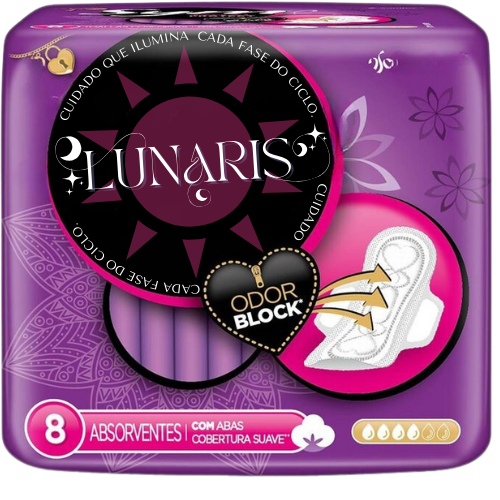 CUIDADO QUE ILUMINA CADA FASE DO CICLO.
LUNARIS
CUIDADO
CADA FASE DO CICLO.
ODOR
BLOCK*
8 ABSORVENTES
COM ABAS
COBERTURA SUAVE**